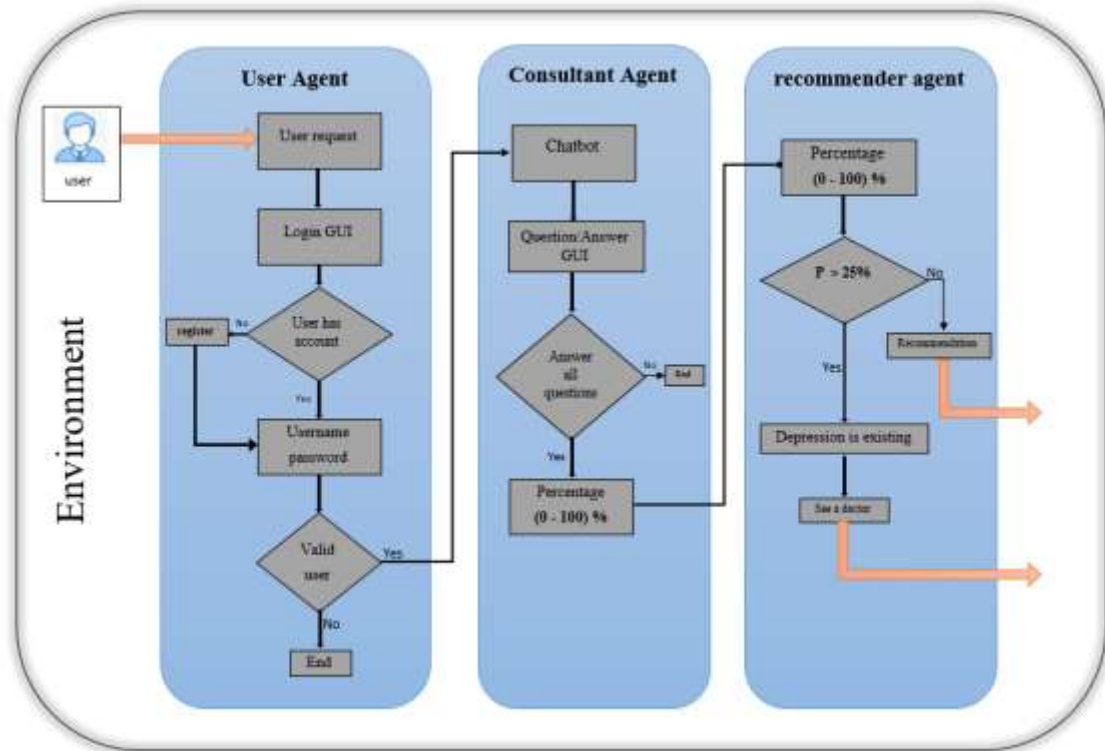 Environment
user
User Agent
User request
Login GUI
User has
account
No
register
Yes
Username
password
Valid
user
Yes
No
End
Consultant Agent
Chatbot
Question/Answer
GUI
Answer
all
questions
No
End
Yes
Percentage
(0 - 100) %
recommender agent
Percentage
(0 - 100) %
P > 25%
No
Recommendation
Yes
Depression is existing
See a doctor